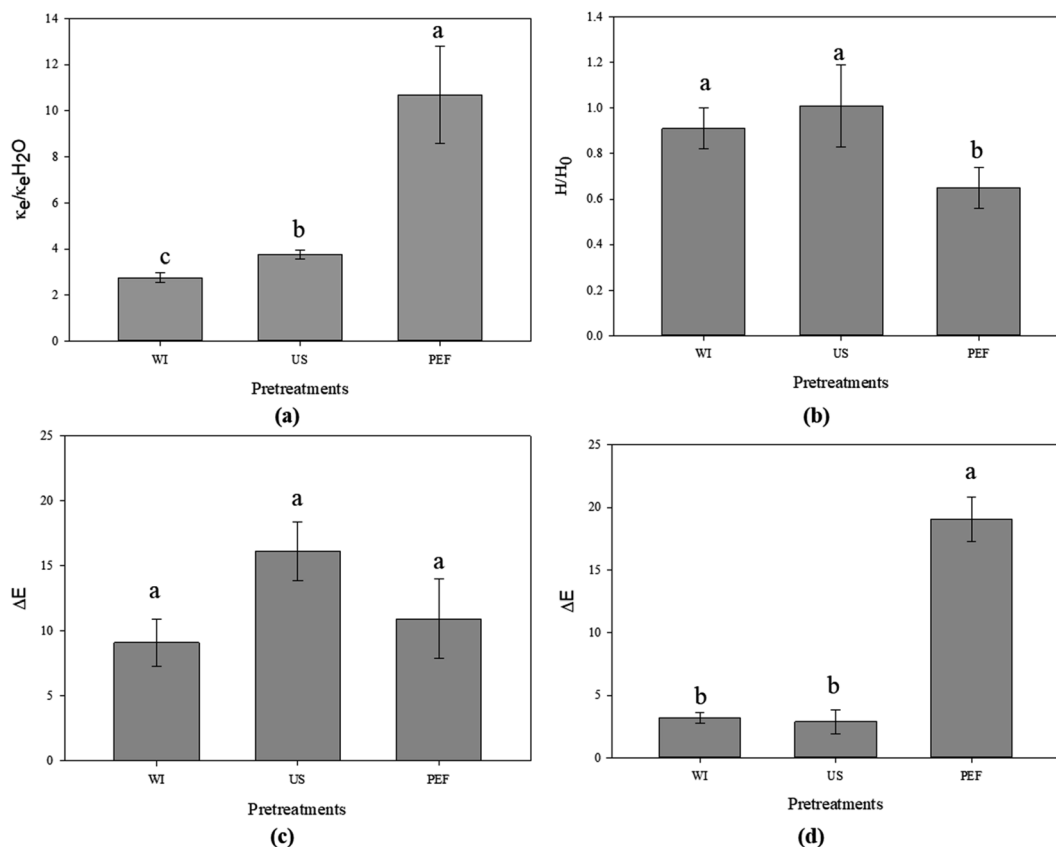 14
12
10
8
6
4
2
0
κe/κeH2O
c
b
a
WI US PEF
Pretreatments
(a)
1.4
1.2
1.0
0.8
0.6
0.4
0.2
0.0
H/H0
a
a
b
WI US PEF
Pretreatments
(b)
25
20
15
10
5
0
ΔE
a
a
a
WI US PEF
Pretreatments
(c)
25
20
15
10
5
0
ΔE
b
b
a
WI US PEF
Pretreatments
(d)